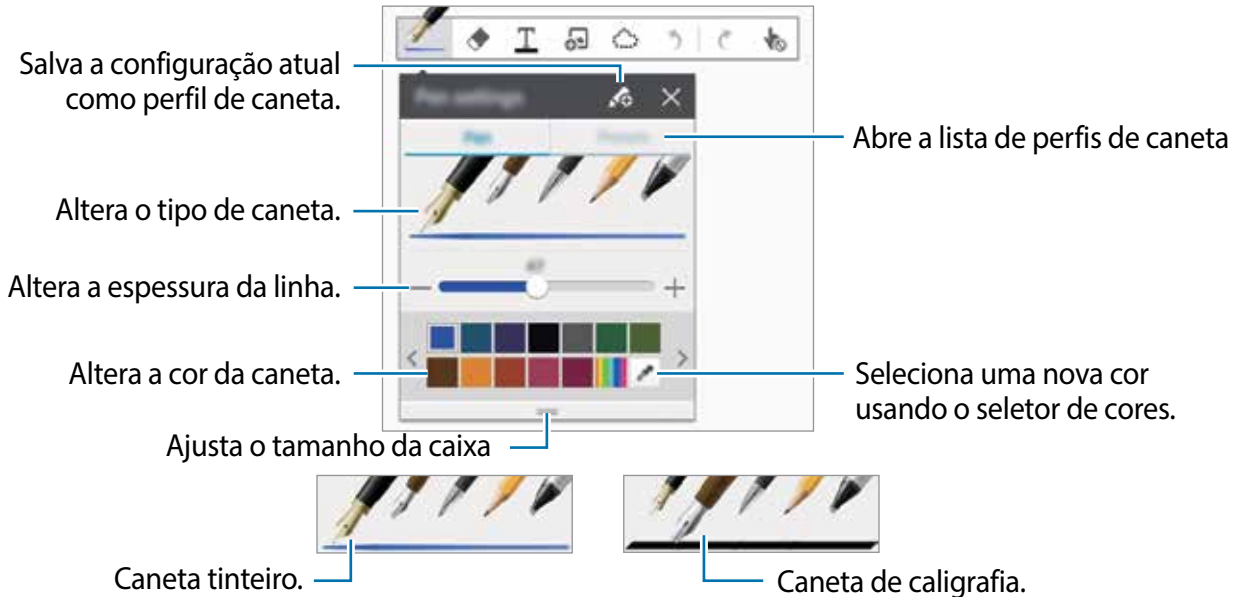 Salva a configuração atual
como perfil de caneta.
Abre a lista de perfis de caneta
Altera o tipo de caneta.
Altera a espessura da linha.
Altera a cor da caneta.
Seleciona uma nova cor
usando o seletor de cores.
Ajusta o tamanho da caixa
Caneta tinteiro.
Caneta de caligrafia.